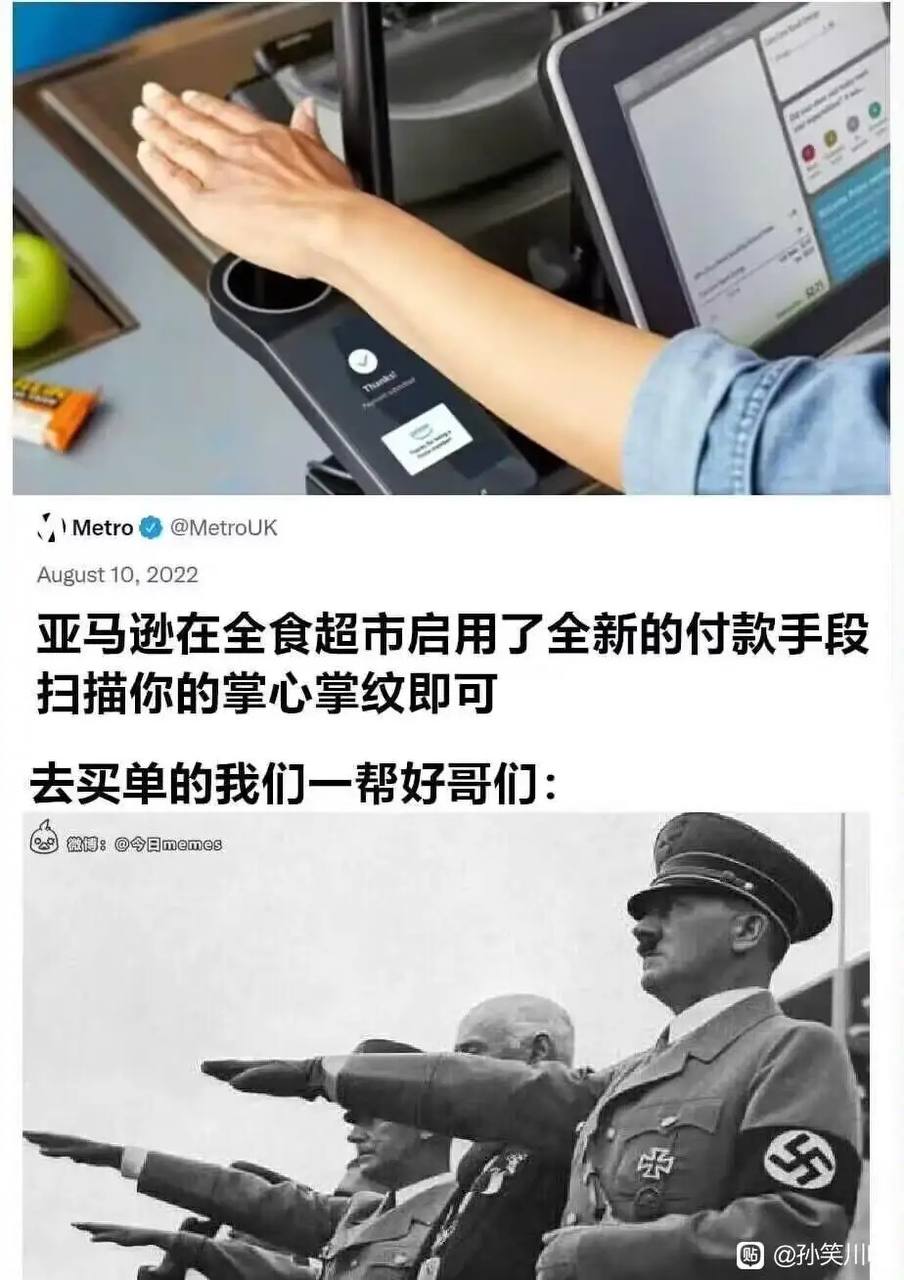 Thanks!
Metro @MetroUK
August 10, 2022
亚马逊在全食超市启用了全新的付款手段
扫描你的掌心掌纹即可
去买单的我们一帮好哥们：
微博：@今日memes
贴 @孙笑川